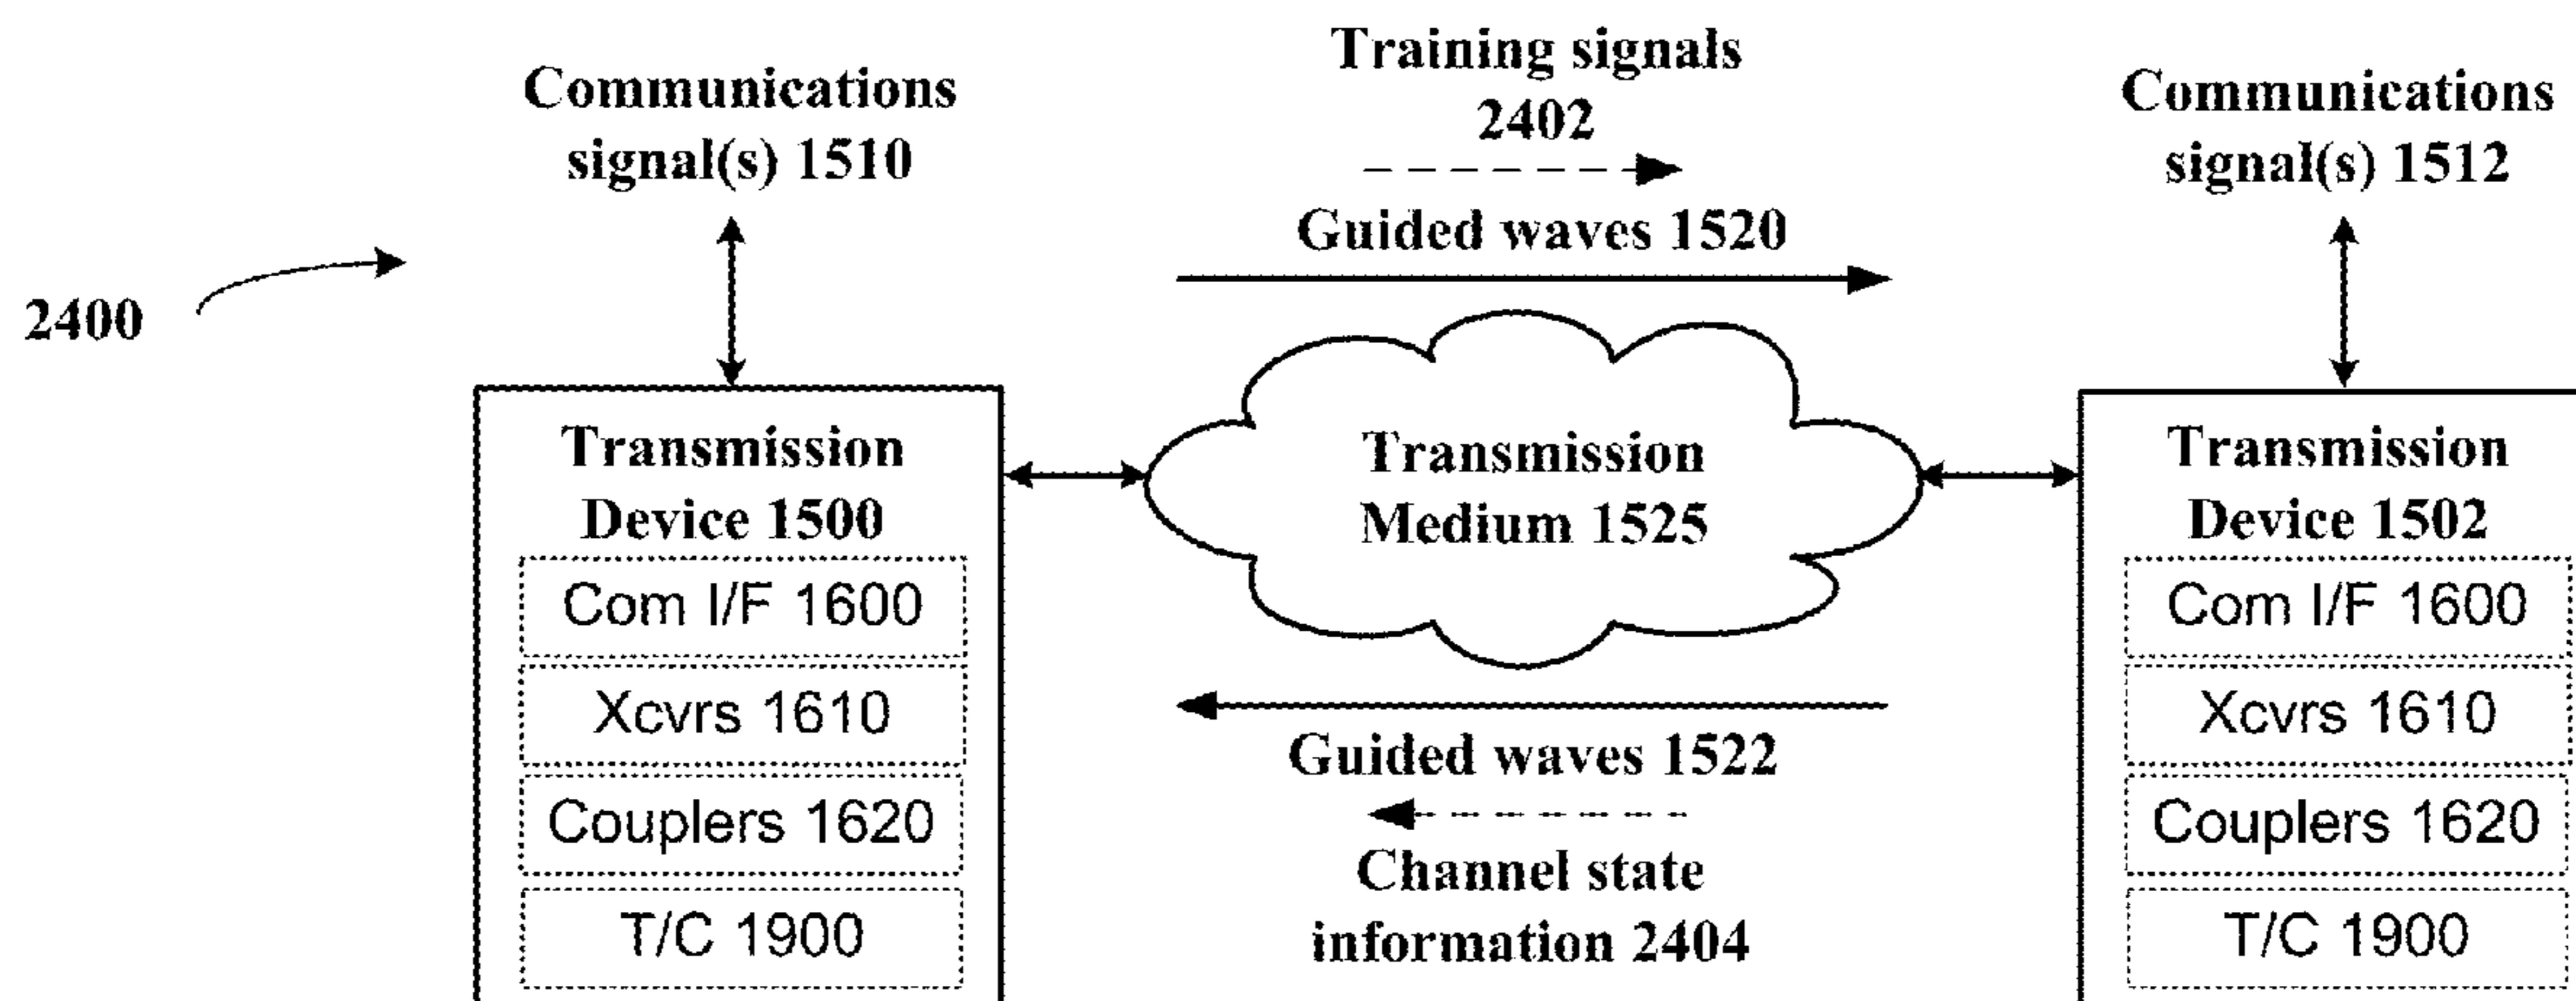 Training signals
2402
Communications
signal(s) 1510
Communications
signal(s) 1512
Guided waves 1520
2400
Transmission
Device 1500
Com I/F 1600
Xcvrs 1610
Couplers 1620
T/C 1900
Transmission
Medium 1525
Guided waves 1522
Channel state
information 2404
Transmission
Device 1502
Com I/F 1600
Xcvrs 1610
Couplers 1620
T/C 1900